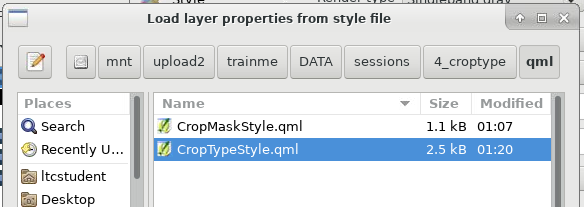 Style
Load layer properties from style file
mnt upload2 trainme DATA sessions 4_croptype qml
Places
Search
Recently U...
ltcstudent
Desktop
Name Size Modified
CropMaskStyle.qml 1.1 kB 01:07
CropTypeStyle.qml 2.5 kB 01:20